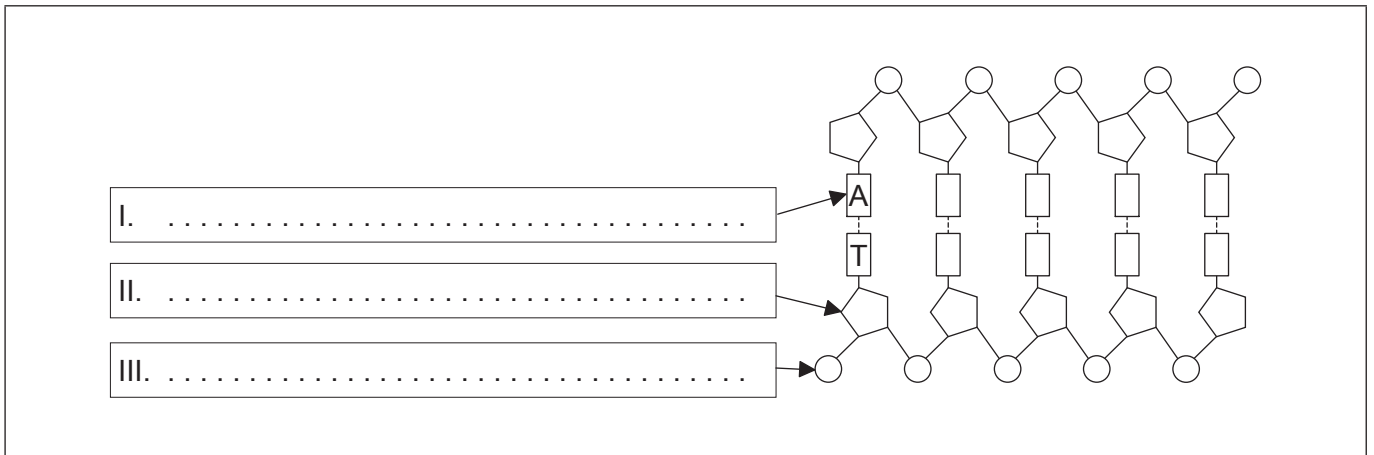 A
I. . . . . . . . . . . . . . . . . . . . . . . . . . . . . . . . . . . . .
T
II. . . . . . . . . . . . . . . . . . . . . . . . . . . . . . . . . . . . .
III. . . . . . . . . . . . . . . . . . . . . . . . . . . . . . . . . . . . .